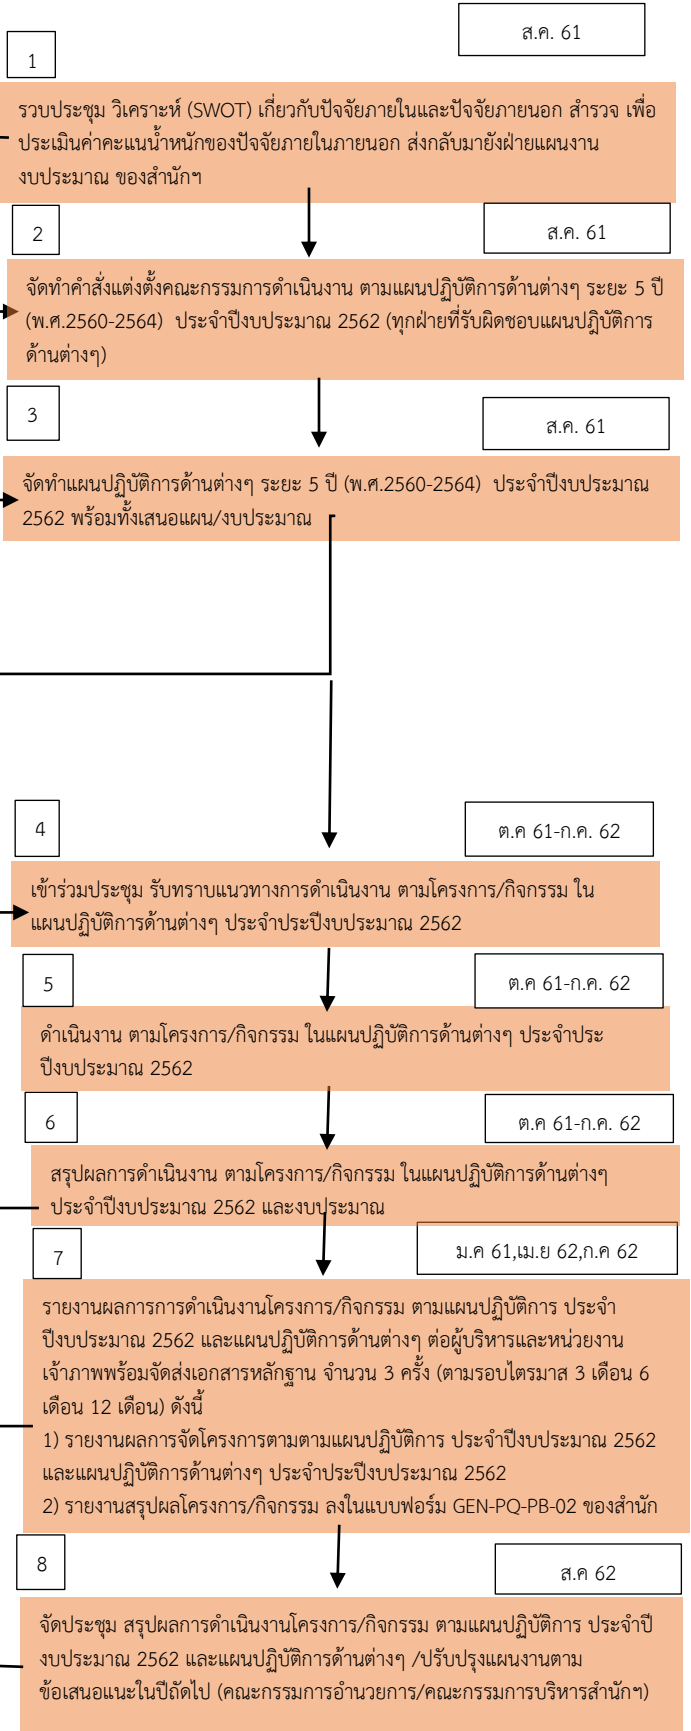 ส.ค. 61
1
รวบประชุม วิเคราะห์ (SWOT) เกี่ยวกับปัจจัยภายในและปัจจัยภายนอก สำรวจ เพื่อ
ประเมินค่าคะแนน้ำหนักของปัจจัยภายในภายนอก ส่งกลับมายังฝ่ายแผนงาน
งบประมาณ ของสำนักฯ
2
ส.ค. 61
จัดทำคำสั่งแต่งตั้งคณะกรรมการดำเนินงาน ตามแผนปฏิบัติการด้านต่างๆ ระยะ 5 ปี
(พ.ศ.2560-2564) ประจำปีงบประมาณ 2562 (ทุกฝ่ายที่รับผิดชอบแผนปฎิบัติการ
ด้านต่างๆ)
3
ส.ค. 61
จัดทำแผนปฏิบัติการด้านต่างๆ ระยะ 5 ปี (พ.ศ.2560-2564) ประจำปีงบประมาณ
2562 พร้อมทั้งเสนอแผน/งบประมาณ
4
ต.ค 61-ก.ค. 62
เข้าร่วมประชุม รับทราบแนวทางการดำเนินงาน ตามโครงการ/กิจกรรม ใน
แผนปฏิบัติการด้านต่างๆ ประจำประปีงบประมาณ 2562
5
ต.ค 61-ก.ค. 62
ดำเนินงาน ตามโครงการ/กิจกรรม ในแผนปฏิบัติการด้านต่างๆ ประจำประ
ปีงบประมาณ 2562
6
ต.ค 61-ก.ค. 62
สรุปผลการดำเนินงาน ตามโครงการ/กิจกรรม ในแผนปฏิบัติการด้านต่างๆ
ประจำปีงบประมาณ 2562 และงบประมาณ
7
ม.ค 61,เม.ย 62,ก.ค 62
รายงานผลการการดำเนินงานโครงการ/กิจกรรม ตามแผนปฏิบัติการ ประจำ
ปีงบประมาณ 2562 และแผนปฏิบัติการด้านต่างๆ ต่อผู้บริหารและหน่วยงาน
เจ้าภาพพร้อมจัดส่งเอกสารหลักฐาน จำนวน 3 ครั้ง (ตามรอบไตรมาส 3 เดือน 6
เดือน 12 เดือน) ดังนี้
1) รายงานผลการจัดโครงการตามตามแผนปฏิบัติการ ประจำปีงบประมาณ 2562
และแผนปฏิบัติการด้านต่างๆ ประจำประปีงบประมาณ 2562
2) รายงานสรุปผลโครงการ/กิจกรรม ลงในแบบฟอร์ม GEN-PQ-PB-02 ของสำนัก
8
ส.ค 62
จัดประชุม สรุปผลการดำเนินงานโครงการ/กิจกรรม ตามแผนปฏิบัติการ ประจำปี
งบประมาณ 2562 และแผนปฏิบัติการด้านต่างๆ /ปรับปรุงแผนงานตาม
ข้อเสนอแนะในปีถัดไป (คณะกรรมการอำนวยการ/คณะกรรมการบริหารสำนักฯ)